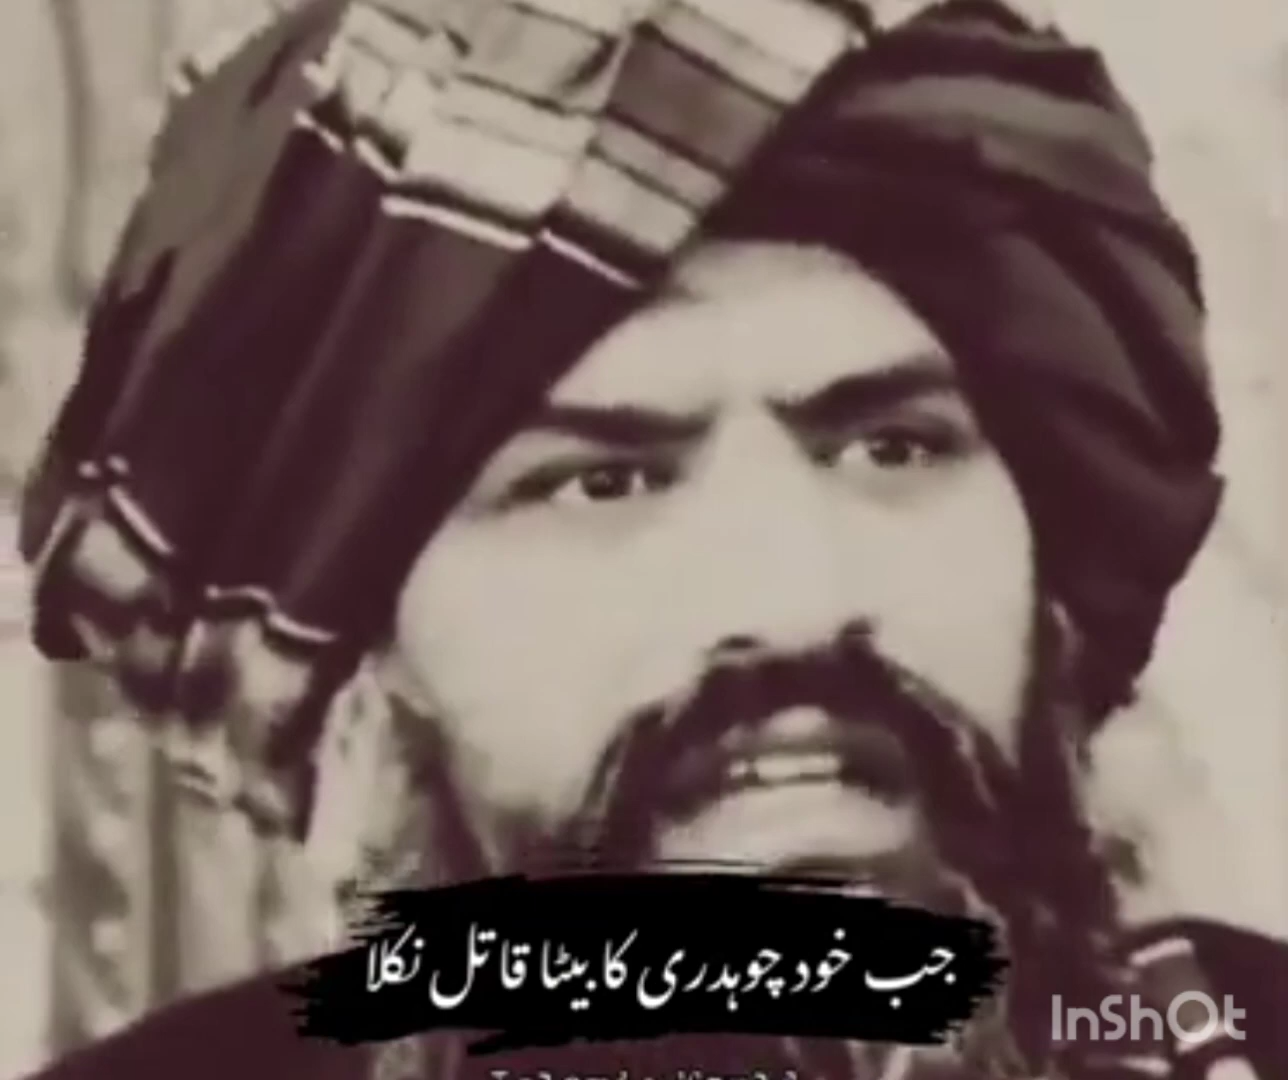 جب خود چوہدری کا بیٹا قاتل نکلا
InShOt